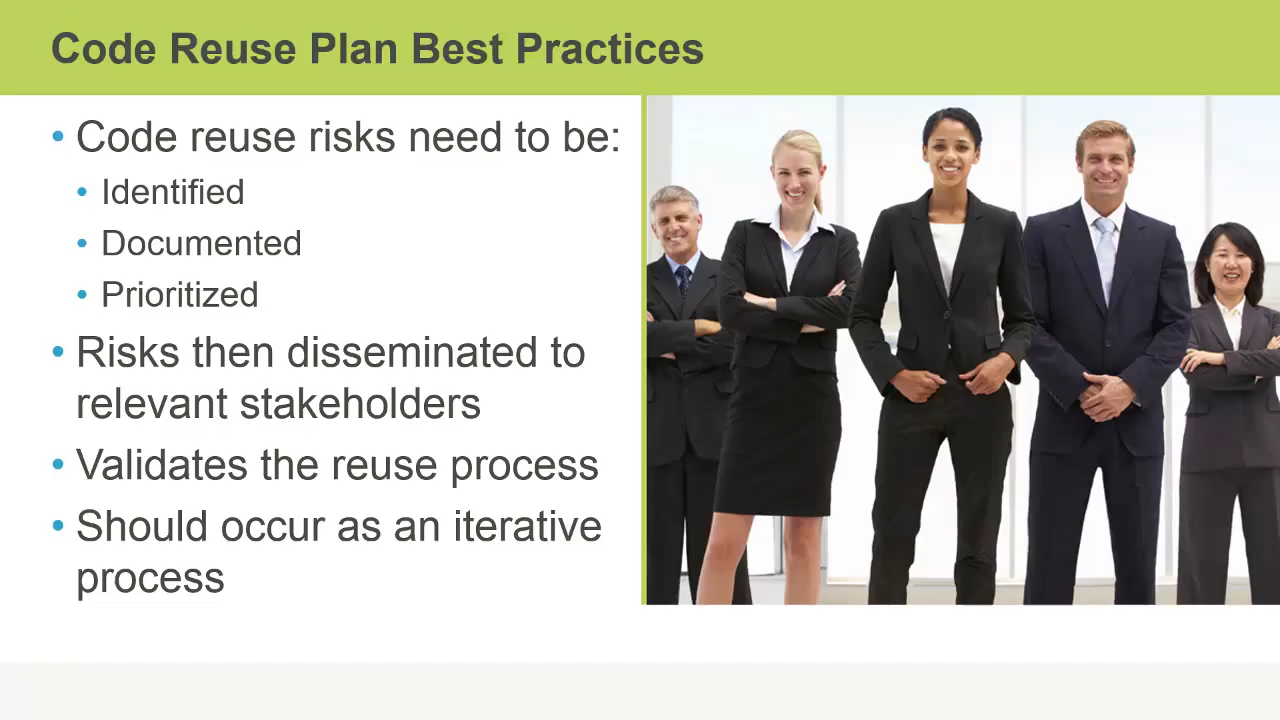 Code Reuse Plan Best Practices
• Code reuse risks need to be:
• Identified
• Documented
• Prioritized
• Risks then disseminated to
relevant stakeholders
• Validates the reuse process
• Should occur as an iterative
process